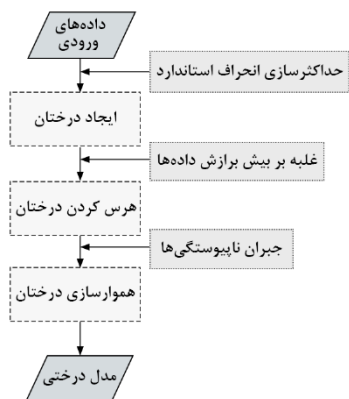 داده‌های
ورودی
حداکثرسازی انحراف استاندارد
ایجاد درختان
غلبه بر بیش برازش داده‌ها
هرس کردن درختان
جبران ناپیوستگی‌ها
هموارسازی درختان
مدل درختی